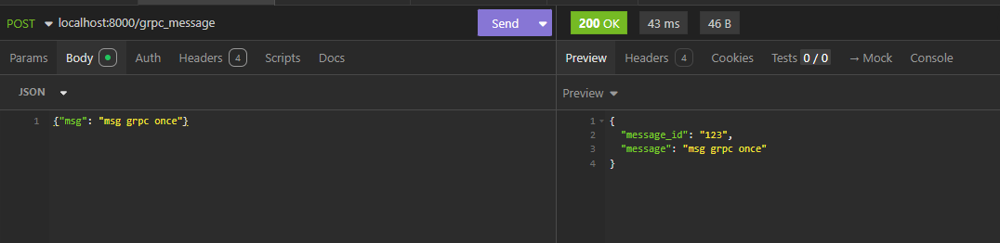 POST localhost:8000/grpc_message Send
200 OK 43 ms 46 B
Params Body Auth Headers 4 Scripts Docs
Preview Headers 4 Cookies Tests 0 / 0 → Mock Console
JSON
Preview
1 {"msg": "msg grpc once"}
1 {
2 "message_id": "123",
3 "message": "msg grpc once"
4 }